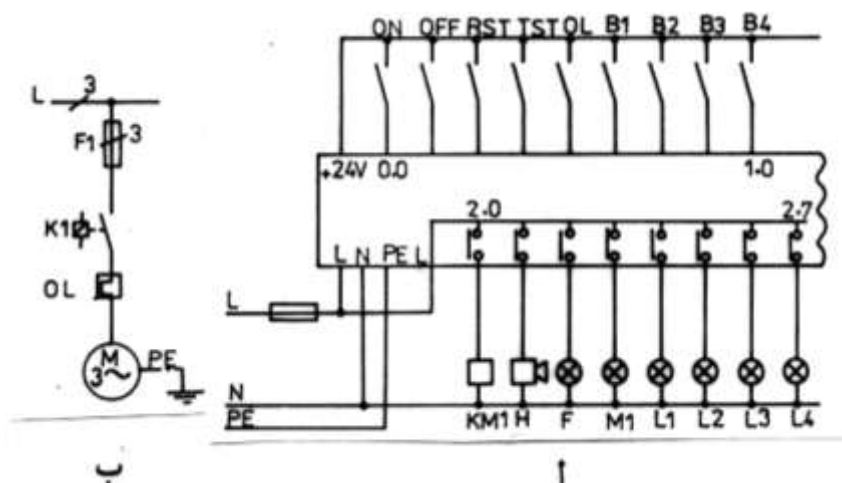 ON OFF RST TST OL B1 B2 B3 B4
L 3
F1 3
+24V 0.0 1.0
K1
2.0 2.7
L N PE L
OL
L
M
3~
PE
N
PE
KM1 H F M1 L1 L2 L3 L4
ب أ